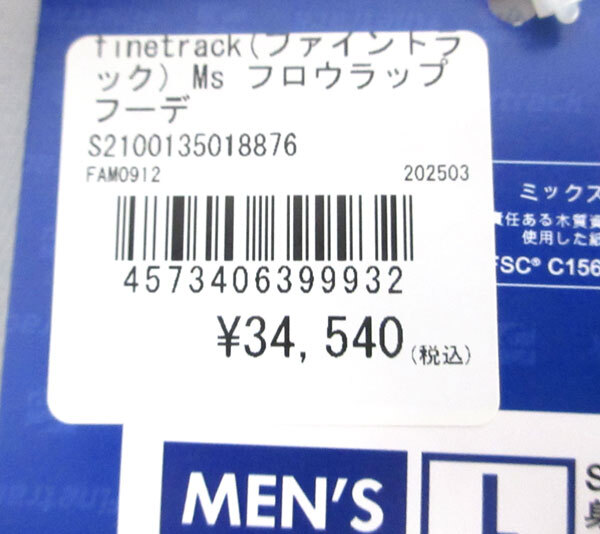 finetrack(ファイントラ
ック) Ms フロウラップ
フーデ
S2100135018876
FAM0912 202503
4573406399932
¥34,540(税込)
ミックス
責任ある木質資
使用した紙
FSC® C156
MEN'S
L
S
身